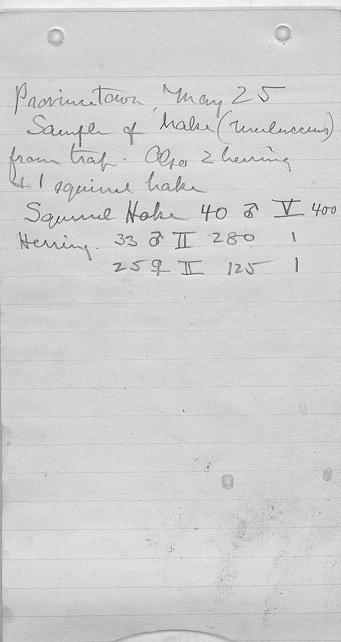 Provincetown, May 25
Sample of hake (merluccius)
from trap. Also 2 herring
& 1 squirrel hake
Squirrel Hake 40 ♂ V 400
Herring. 33 ♂ II 280 1
25 ♀ II 125 1